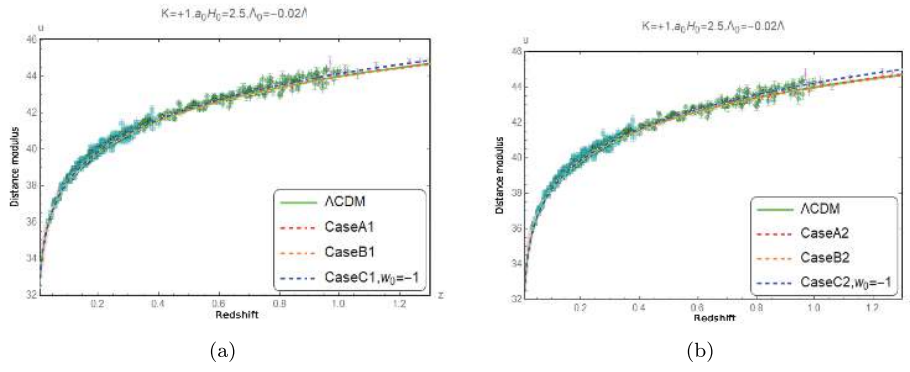 K=+1,a₀H₀=2.5,Λ₀=−0.02Λ
u
46
44
42
40
38
36
34
32
Distance modulus
ΛCDM
CaseA1
CaseB1
CaseC1,w₀=−1
0.2 0.4 0.6 0.8 1.0 1.2
z
Redshift
(a)
K=+1,a₀H₀=2.5,Λ₀=−0.02Λ
u
46
44
42
40
38
36
34
32
Distance modulus
ΛCDM
CaseA2
CaseB2
CaseC2,w₀=−1
0.2 0.4 0.6 0.8 1.0 1.2
Redshift
(b)